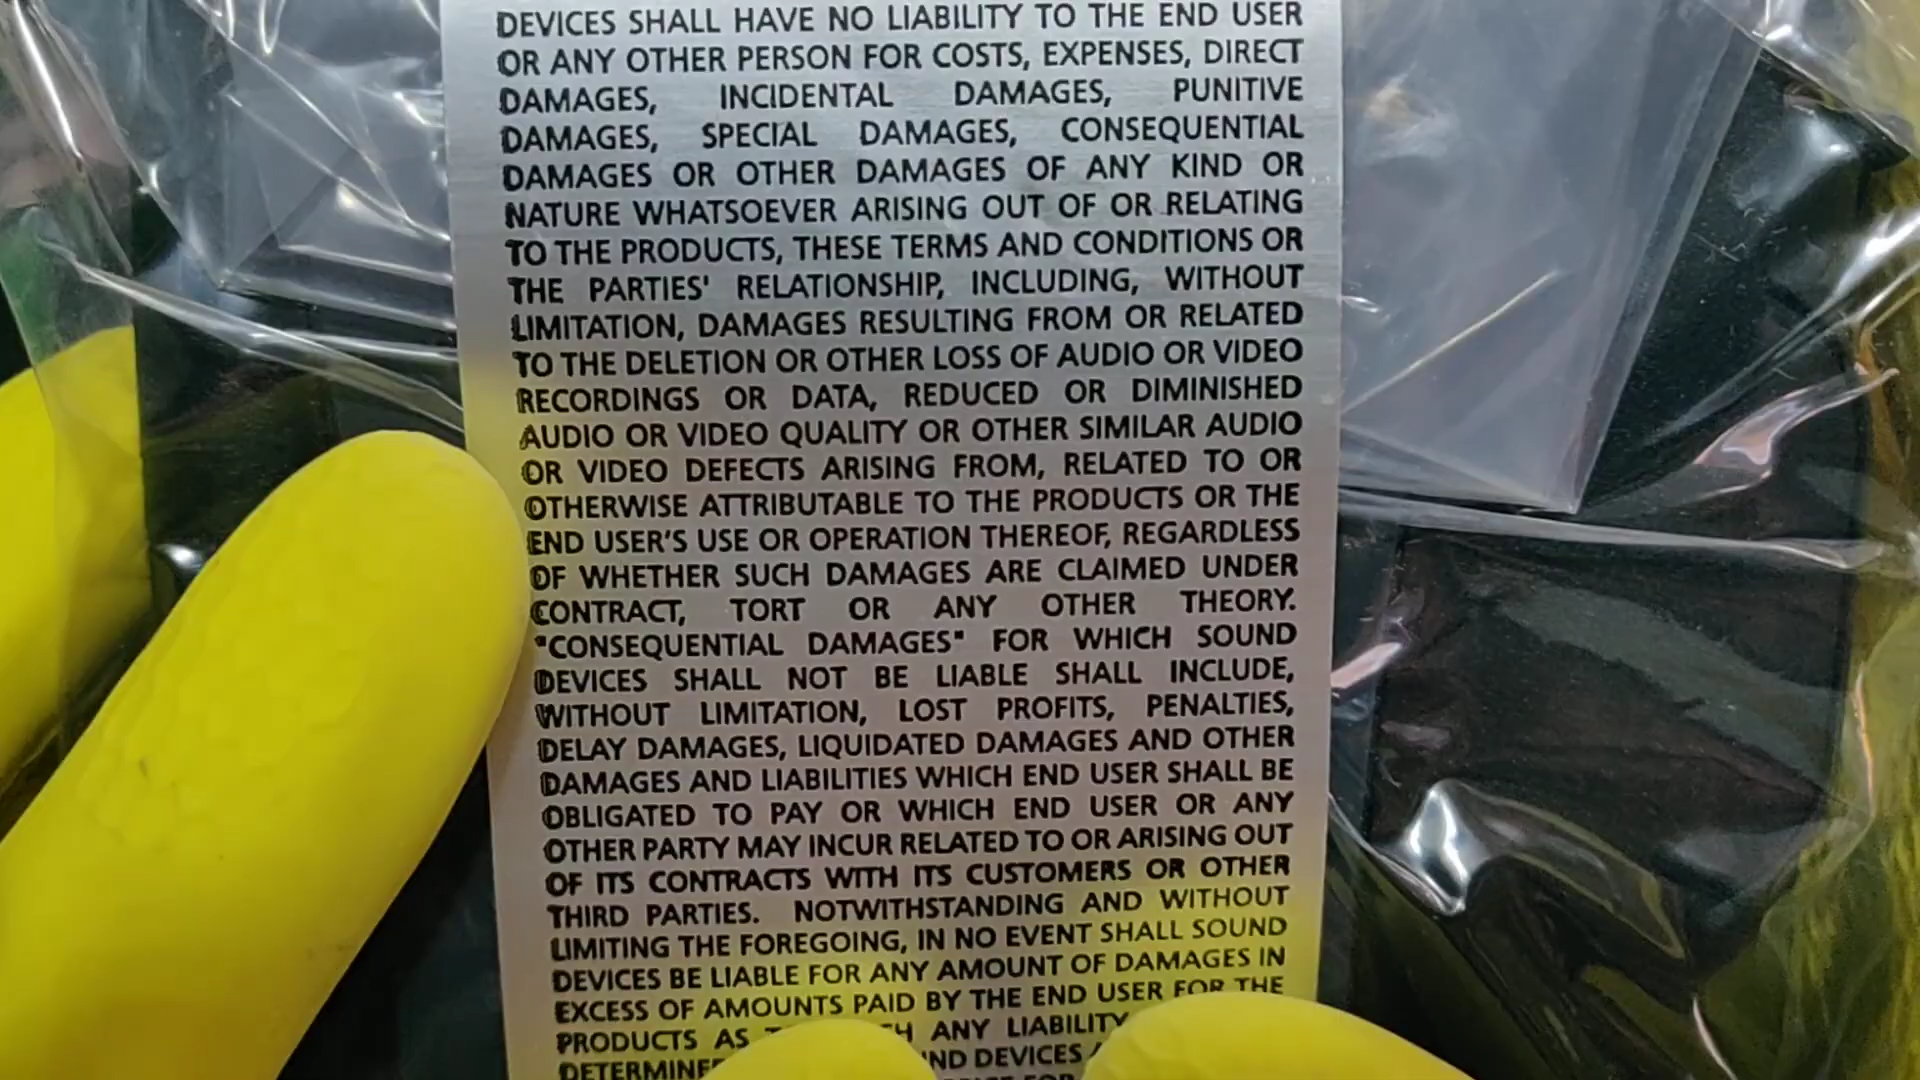 DEVICES SHALL HAVE NO LIABILITY TO THE END USER
OR ANY OTHER PERSON FOR COSTS, EXPENSES, DIRECT
DAMAGES, INCIDENTAL DAMAGES, PUNITIVE
DAMAGES, SPECIAL DAMAGES, CONSEQUENTIAL
DAMAGES OR OTHER DAMAGES OF ANY KIND OR
NATURE WHATSOEVER ARISING OUT OF OR RELATING
TO THE PRODUCTS, THESE TERMS AND CONDITIONS OR
THE PARTIES' RELATIONSHIP, INCLUDING, WITHOUT
LIMITATION, DAMAGES RESULTING FROM OR RELATED
TO THE DELETION OR OTHER LOSS OF AUDIO OR VIDEO
RECORDINGS OR DATA, REDUCED OR DIMINISHED
AUDIO OR VIDEO QUALITY OR OTHER SIMILAR AUDIO
OR VIDEO DEFECTS ARISING FROM, RELATED TO OR
OTHERWISE ATTRIBUTABLE TO THE PRODUCTS OR THE
END USER'S USE OR OPERATION THEREOF, REGARDLESS
OF WHETHER SUCH DAMAGES ARE CLAIMED UNDER
CONTRACT, TORT OR ANY OTHER THEORY.
"CONSEQUENTIAL DAMAGES" FOR WHICH SOUND
DEVICES SHALL NOT BE LIABLE SHALL INCLUDE,
WITHOUT LIMITATION, LOST PROFITS, PENALTIES,
DELAY DAMAGES, LIQUIDATED DAMAGES AND OTHER
DAMAGES AND LIABILITIES WHICH END USER SHALL BE
OBLIGATED TO PAY OR WHICH END USER OR ANY
OTHER PARTY MAY INCUR RELATED TO OR ARISING OUT
OF ITS CONTRACTS WITH ITS CUSTOMERS OR OTHER
THIRD PARTIES. NOTWITHSTANDING AND WITHOUT
LIMITING THE FOREGOING, IN NO EVENT SHALL SOUND
DEVICES BE LIABLE FOR ANY AMOUNT OF DAMAGES IN
EXCESS OF AMOUNTS PAID BY THE END USER FOR THE
PRODUCTS AS ANY LIABILITY
DEVICES